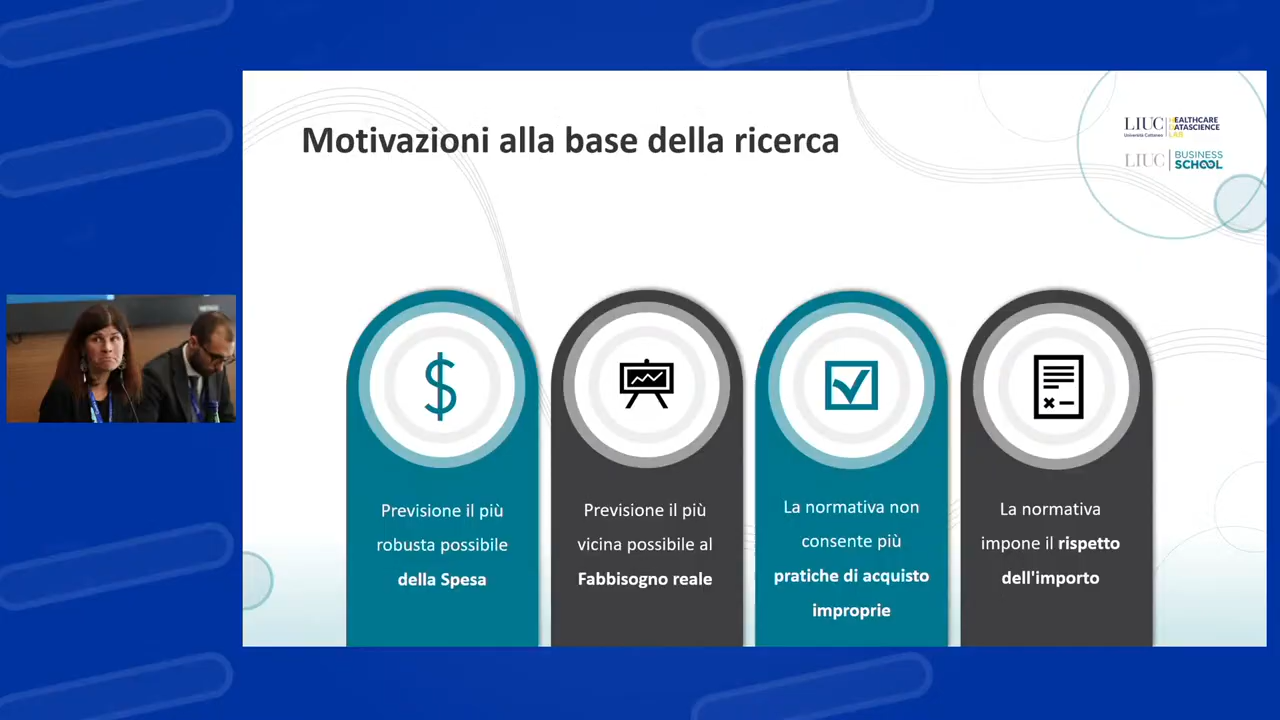 Motivazioni alla base della ricerca
LIUC
Università Cattaneo
HEALTHCARE
DATASCIENCE
LAB
LIUC
BUSINESS
SCHOOL
Previsione il più
robusta possibile
della Spesa
Previsione il più
vicina possibile al
Fabbisogno reale
La normativa non
consente più
pratiche di acquisto
improprie
La normativa
impone il rispetto
dell'importo